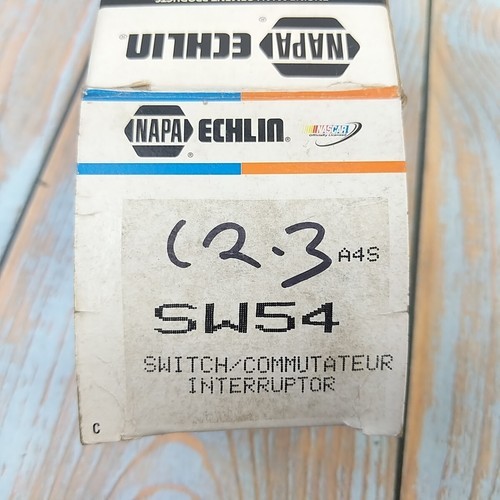 NAPA ECHLIN
NAPA ECHLIN® NASCAR
12.3 A4S
SW54
SWITCH/COMMUTATEUR
INTERRUPTOR
C